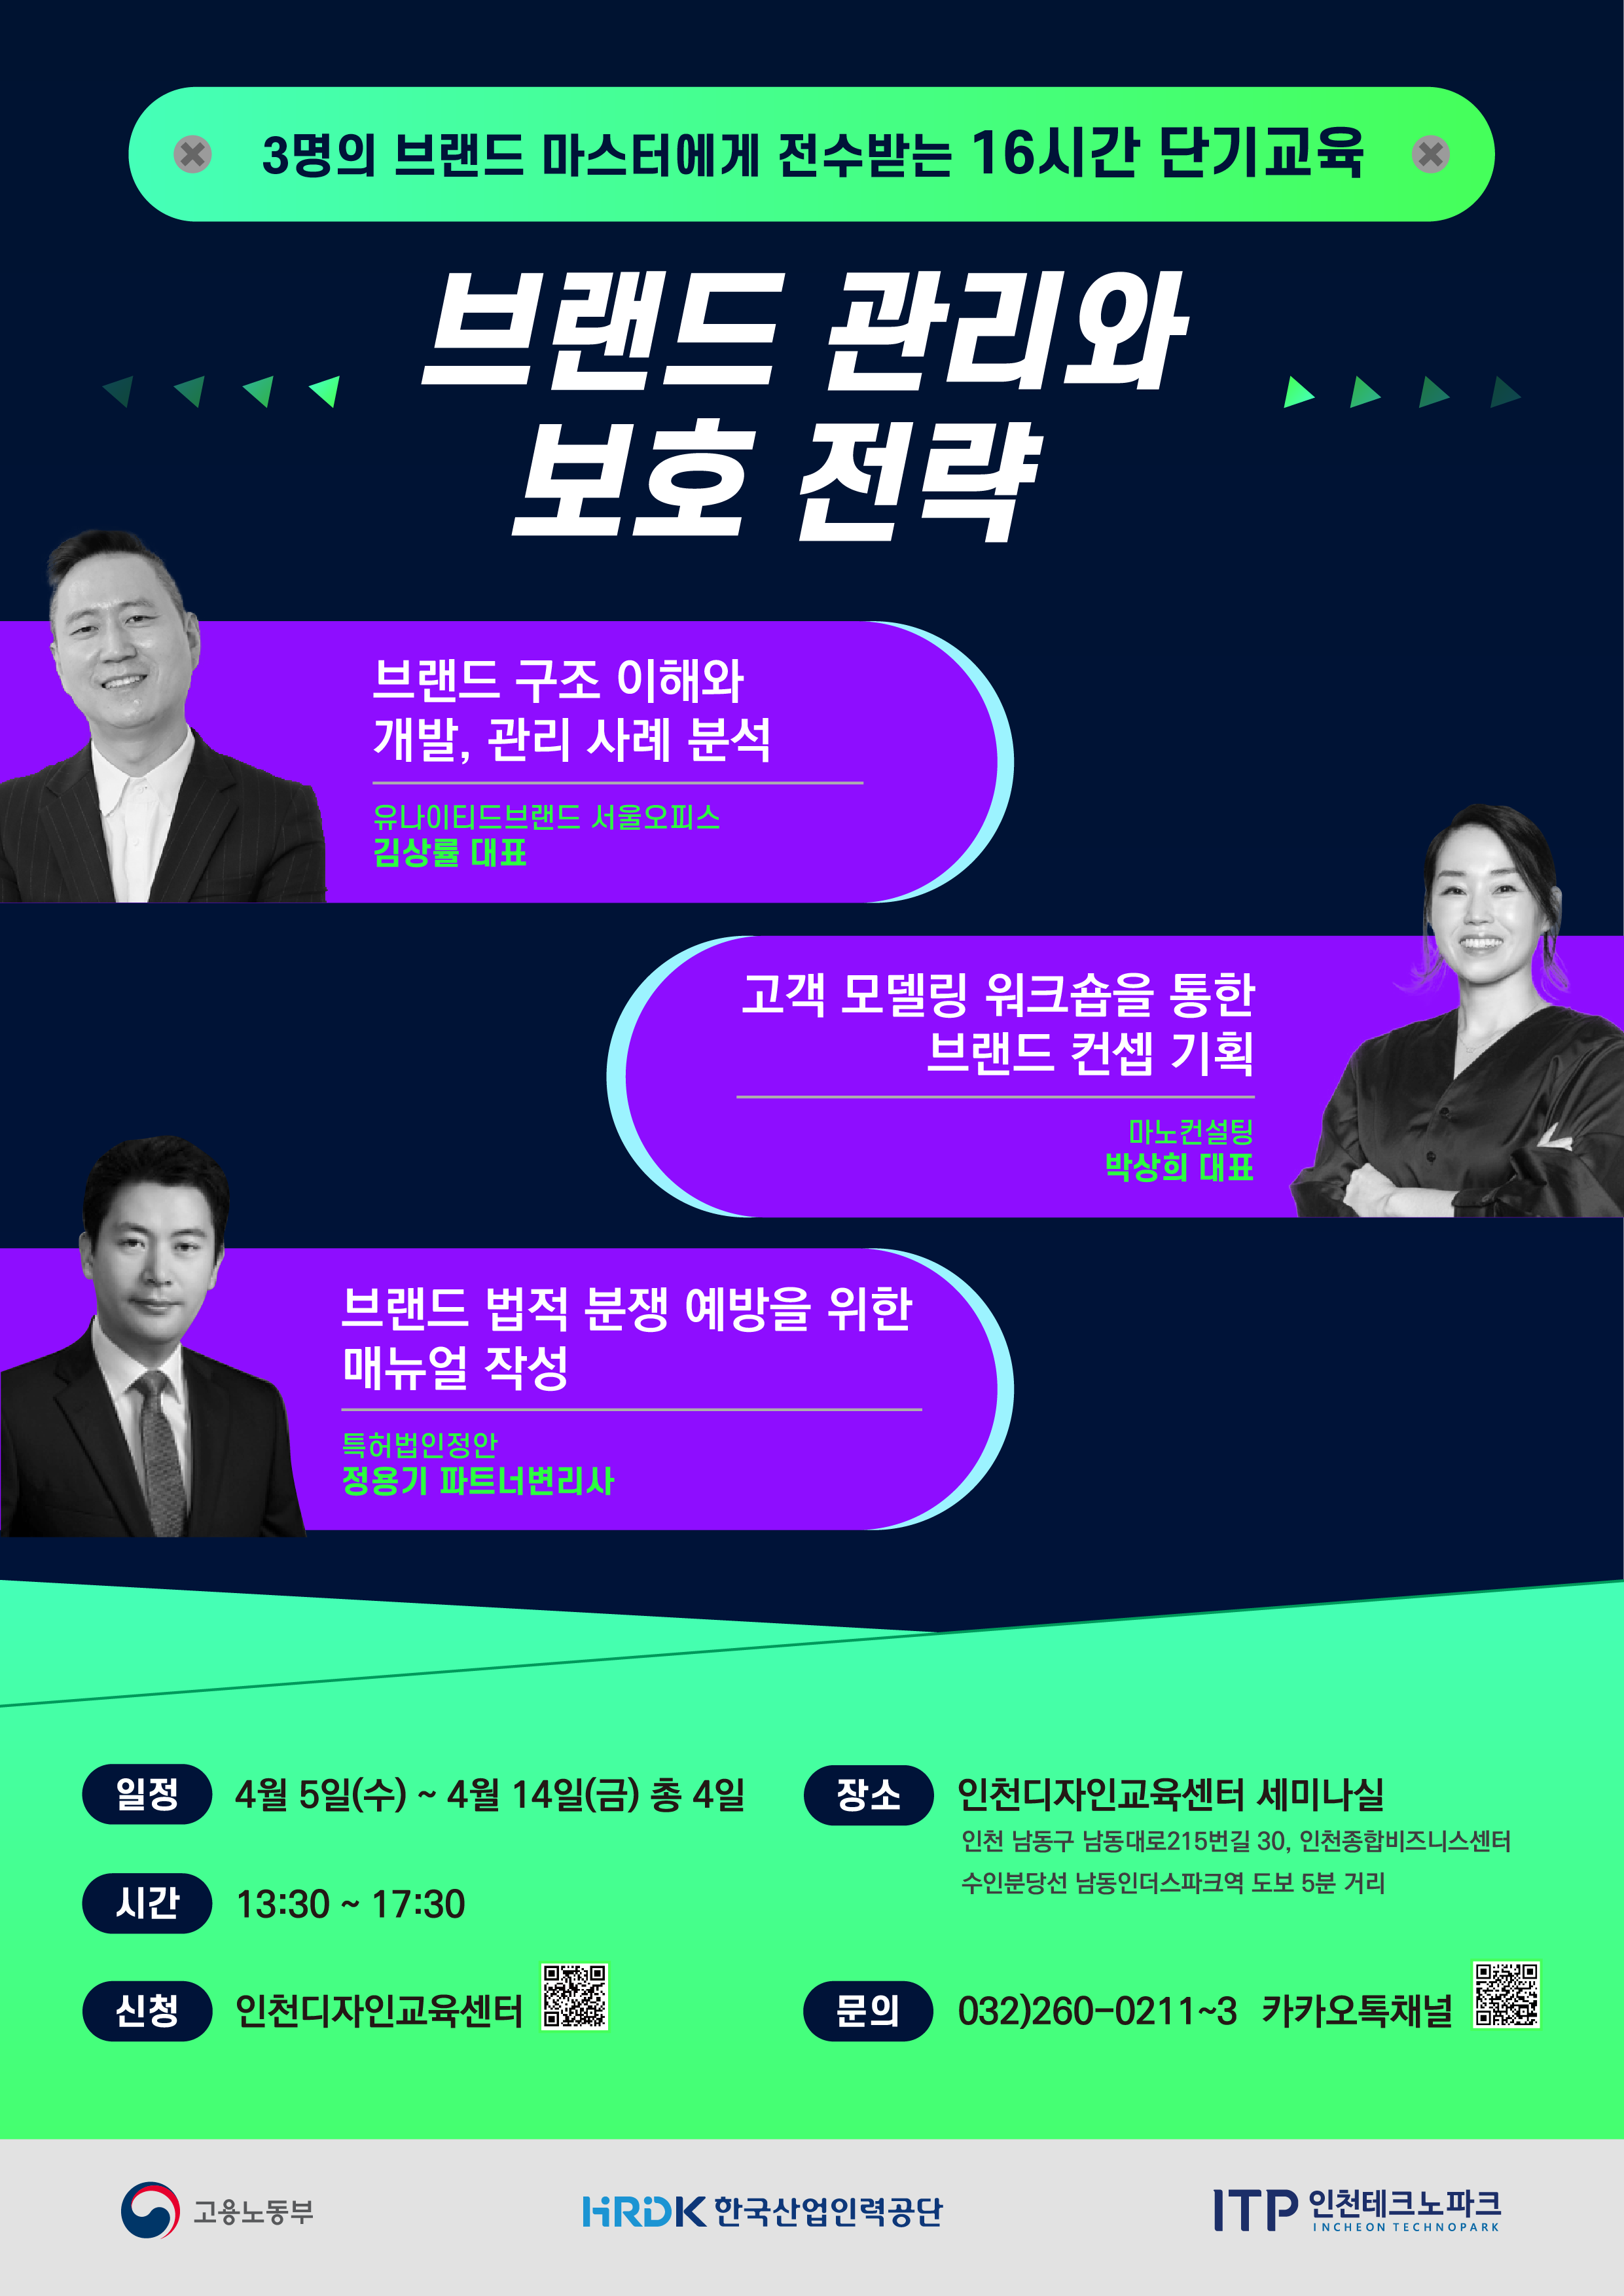 3명의 브랜드 마스터에게 전수받는 16시간 단기교육
브랜드 관리와
보호 전략
브랜드 구조 이해와
개발, 관리 사례 분석
유나이티드브랜드 서울오피스
김상률 대표
고객 모델링 워크숍을 통한
브랜드 컨셉 기획
마노컨설팅
박상희 대표
브랜드 법적 분쟁 예방을 위한
매뉴얼 작성
특허법인정안
정용기 파트너변리사
일정 4월 5일(수) ~ 4월 14일(금) 총 4일
시간 13:30 ~ 17:30
신청 인천디자인교육센터
장소 인천디자인교육센터 세미나실
인천 남동구 남동대로215번길 30, 인천종합비즈니스센터
수인분당선 남동인더스파크역 도보 5분 거리
문의 032)260-0211~3 카카오톡채널
고용노동부
HRDK 한국산업인력공단
ITP 인천테크노파크
INCHEON TECHNOPARK